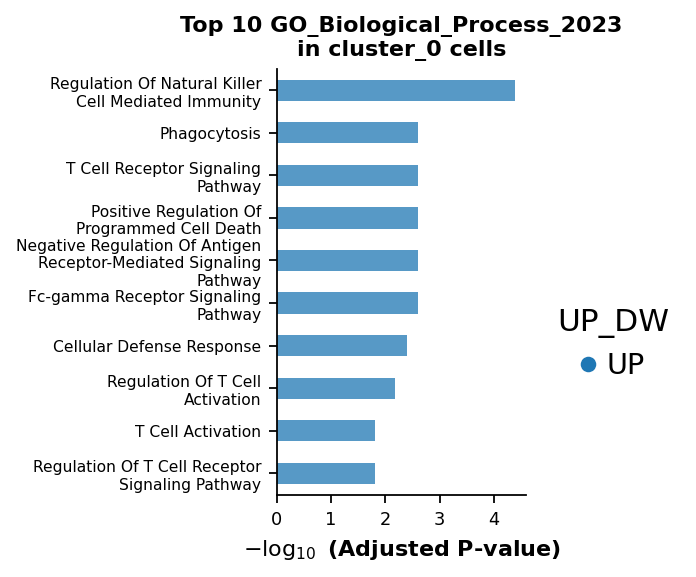 Top 10 GO_Biological_Process_2023
in cluster_0 cells
Regulation Of Natural Killer
Cell Mediated Immunity
Phagocytosis
T Cell Receptor Signaling
Pathway
Positive Regulation Of
Programmed Cell Death
Negative Regulation Of Antigen
Receptor-Mediated Signaling
Pathway
Fc-gamma Receptor Signaling
Pathway
Cellular Defense Response
Regulation Of T Cell
Activation
T Cell Activation
Regulation Of T Cell Receptor
Signaling Pathway
0 1 2 3 4
−log₁₀ (Adjusted P-value)
UP_DW
UP